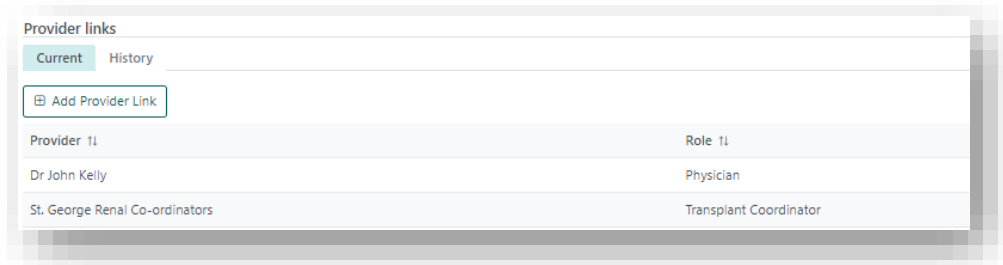 Provider links
Current History
Add Provider Link
Provider Role
Dr John Kelly Physician
St. George Renal Co-ordinators Transplant Coordinator